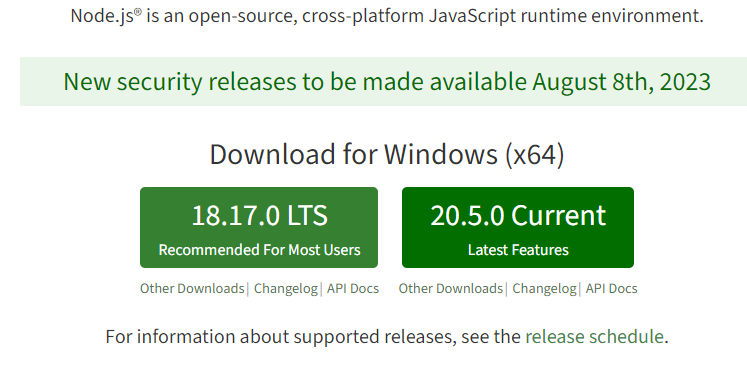 Node.js® is an open-source, cross-platform JavaScript runtime environment.
New security releases to be made available August 8th, 2023
Download for Windows (x64)
18.17.0 LTS
Recommended For Most Users
20.5.0 Current
Latest Features
Other Downloads| Changelog| API Docs
Other Downloads| Changelog| API Docs
For information about supported releases, see the release schedule.